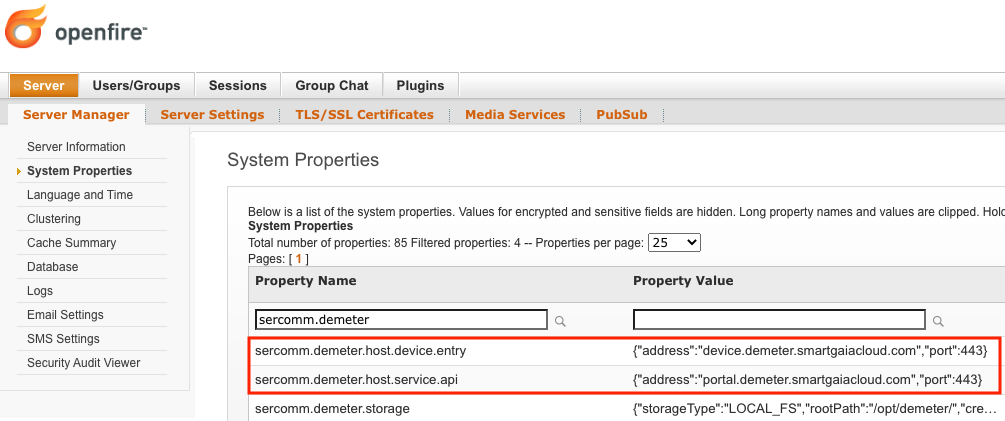 openfire™
Server Users/Groups Sessions Group Chat Plugins
Server Manager Server Settings TLS/SSL Certificates Media Services PubSub
Server Information
System Properties
Language and Time
Clustering
Cache Summary
Database
Logs
Email Settings
SMS Settings
Security Audit Viewer
System Properties
Below is a list of the system properties. Values for encrypted and sensitive fields are hidden. Long property names and values are clipped. Hold
System Properties
Total number of properties: 85 Filtered properties: 4 -- Properties per page: 25
Pages: [ 1 ]
Property Name Property Value
sercomm.demeter
sercomm.demeter.host.device.entry {"address":"device.demeter.smartgaiacloud.com","port":443}
sercomm.demeter.host.service.api {"address":"portal.demeter.smartgaiacloud.com","port":443}
sercomm.demeter.storage {"storageType":"LOCAL_FS","rootPath":"/opt/demeter/","cre…